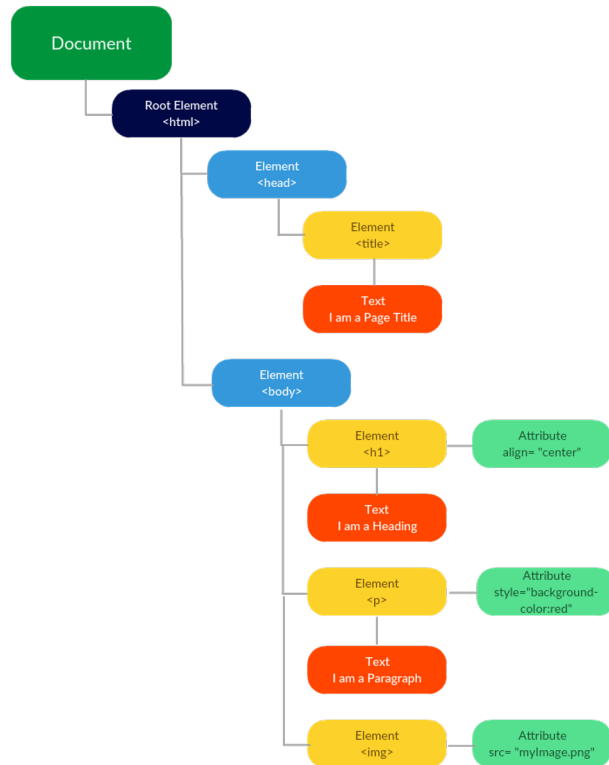 Document
Root Element
<html>
Element
<head>
Element
<title>
Text
I am a Page Title
Element
<body>
Element
<h1>
Attribute
align= "center"
Text
I am a Heading
Element
<p>
Attribute
style="background-
color:red"
Text
I am a Paragraph
Element
<img>
Attribute
src= "myImage.png"